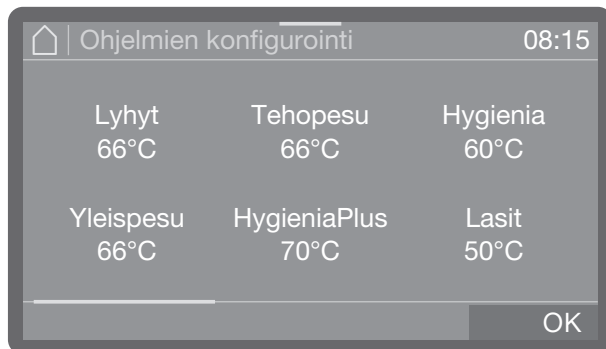 Ohjelmien konfigurointi 08:15
Lyhyt Tehopesu Hygienia
66°C 66°C 60°C
Yleispesu HygieniaPlus Lasit
66°C 70°C 50°C
OK